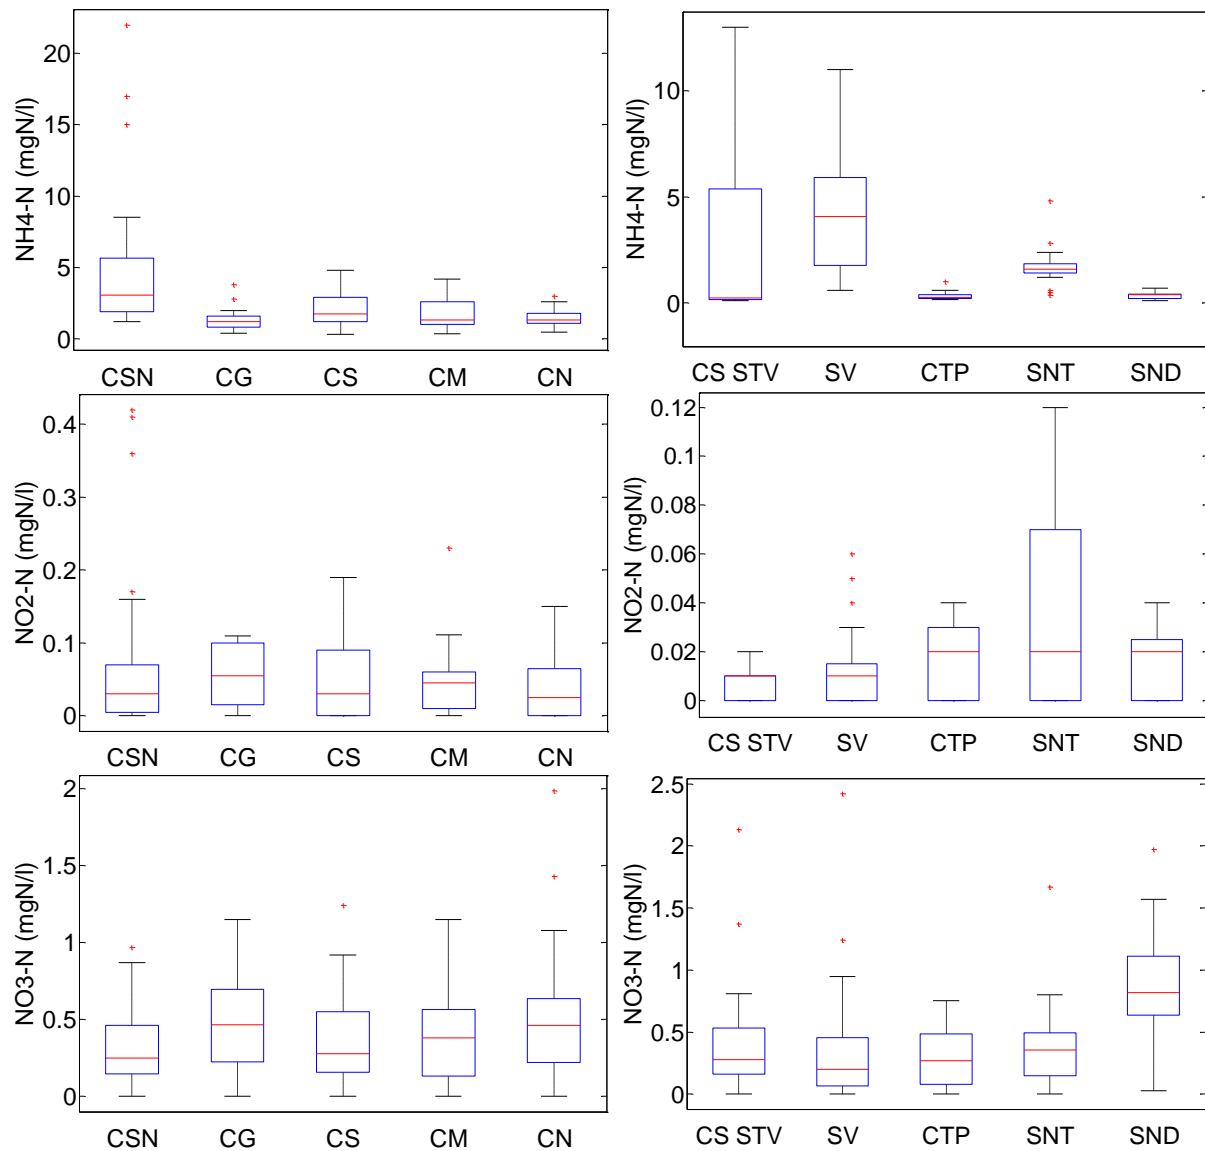 NH4-N (mgN/l)
20
15
10
5
0
CSN CG CS CM CN
NH4-N (mgN/l)
10
5
0
CS STV SV CTP SNT SND
NO2-N (mgN/l)
0.4
0.3
0.2
0.1
0
CSN CG CS CM CN
NO2-N (mgN/l)
0.12
0.1
0.08
0.06
0.04
0.02
0
CS STV SV CTP SNT SND
NO3-N (mgN/l)
2
1.5
1
0.5
0
CSN CG CS CM CN
NO3-N (mgN/l)
2.5
2
1.5
1
0.5
0
CS STV SV CTP SNT SND